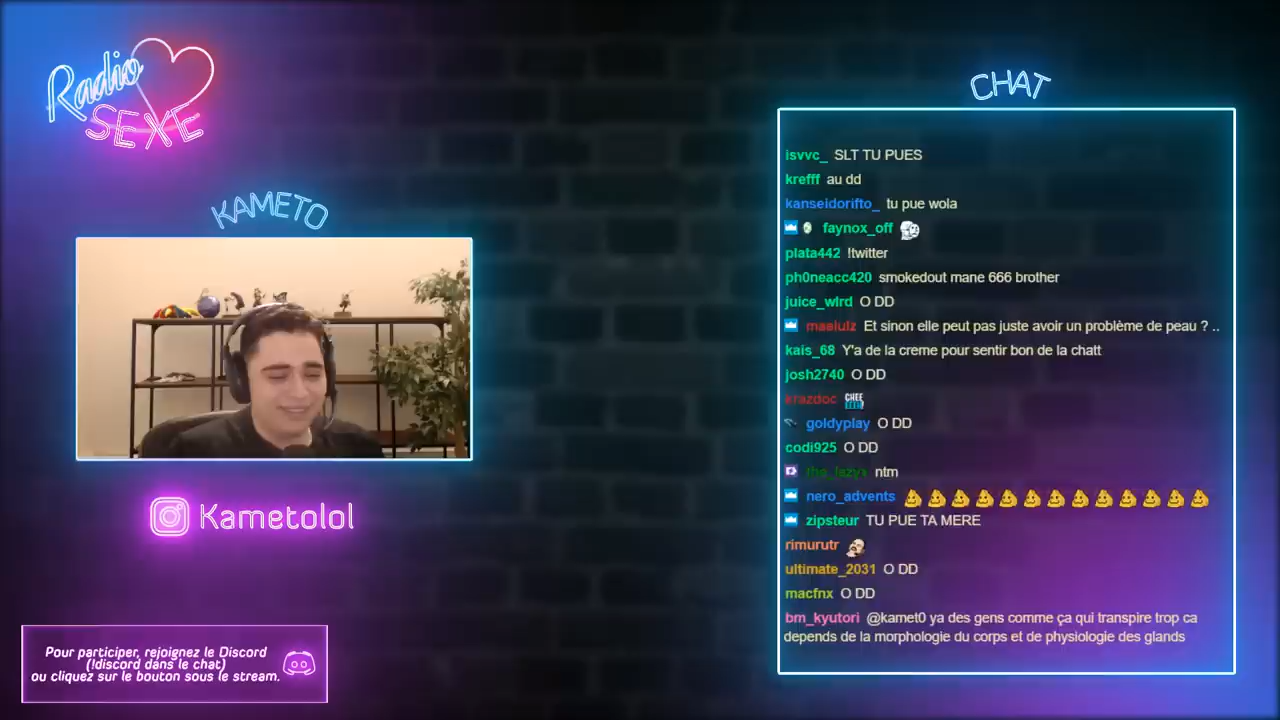 Radio
SEXE
KAMETO
Kametolol
Pour participer, rejoignez le Discord
(!discord dans le chat)
ou cliquez sur le bouton sous le stream.
CHAT
isvvc_ SLT TU PUES
krefff au dd
kanseidorifto_ tu pue wola
faynox_off
plata442 !twitter
ph0neacc420 smokedout mane 666 brother
juice_wlrd O DD
maelulz Et sinon elle peut pas juste avoir un problème de peau ? ..
kais_68 Y'a de la creme pour sentir bon de la chatt
josh2740 O DD
krazdoc
goldyplay O DD
codi925 O DD
ntm
nero_advents
zipsteur TU PUE TA MERE
rimurutr
ultimate_2031 O DD
macfnx O DD
bm_kyutori @kamet0 ya des gens comme ça qui transpire trop ca
depends de la morphologie du corps et de physiologie des glands